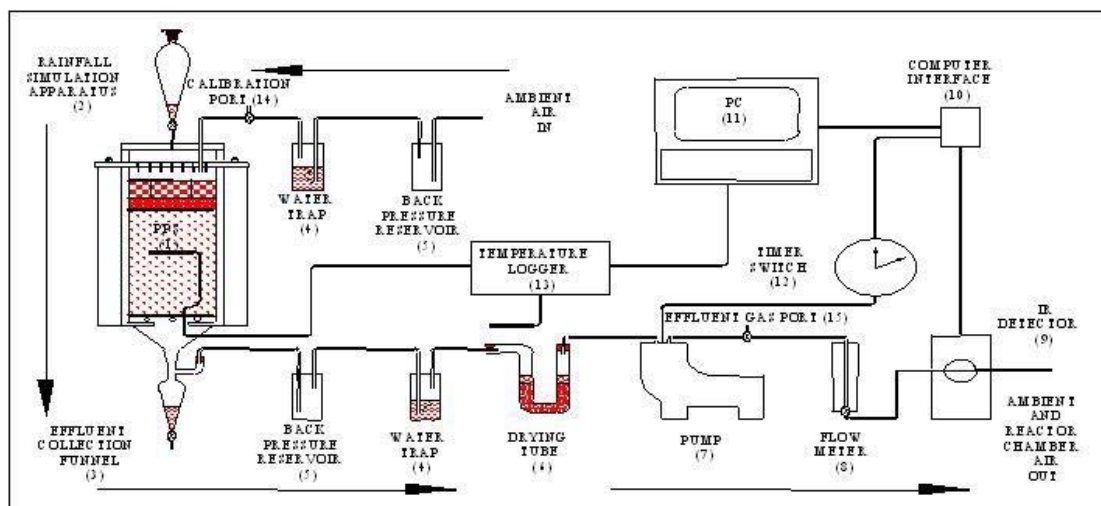 RAINFALL
SIMULATION
APPARATUS
(2)
CALIBRATION
PORT (14)
AMBIENT
AIR
IN
PC
(11)
COMPUTER
INTERFACE
(10)
WATER
TRAP
(4)
BACK
PRESSURE
RESERVOIR
(5)
(1)
TEMPERATURE
LOGGER
(13)
TIMER
SWITCH
(12)
EFFLUENT GAS PORT (15)
IR
DETECTOR
(9)
EFFLUENT
COLLECTION
FUNNEL
(3)
BACK
PRESSURE
RESERVOIR
(5)
WATER
TRAP
(4)
DRYING
TUBE
(6)
PUMP
(7)
FLOW
METER
(8)
AMBIENT
AND
REACTOR
CHAMBER
AIR
OUT